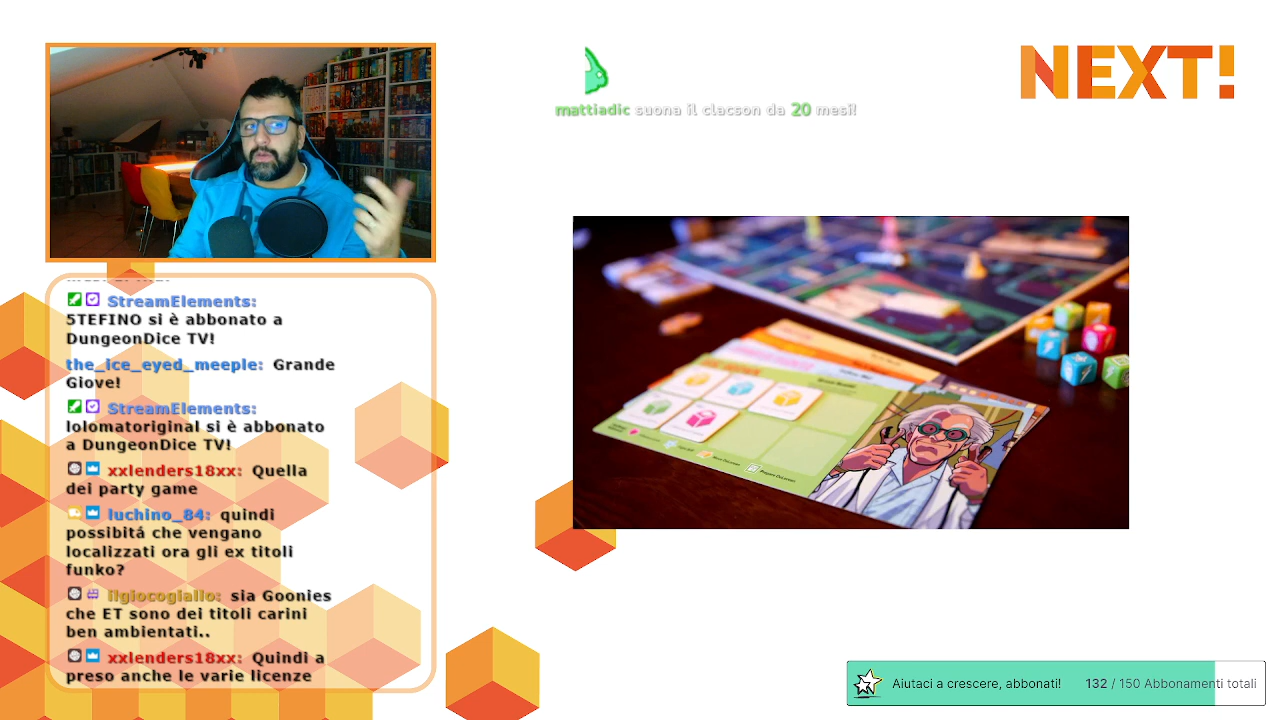 mattiadic suona il clacson da 20 mesi!
NEXT!
StreamElements:
5TEFINO si è abbonato a
DungeonDice TV!
the_ice_eyed_meeple: Grande
Giove!
StreamElements:
lolomatoriginal si è abbonato
a DungeonDice TV!
xxlenders18xx: Quella
dei party game
luchino_84: quindi
possibitá che vengano
localizzati ora gli ex titoli
funko?
ilgiocogiallo: sia Goonies
che ET sono dei titoli carini
ben ambientati..
xxlenders18xx: Quindi a
preso anche le varie licenze
Aiutaci a crescere, abbonati! 132 / 150 Abbonamenti totali